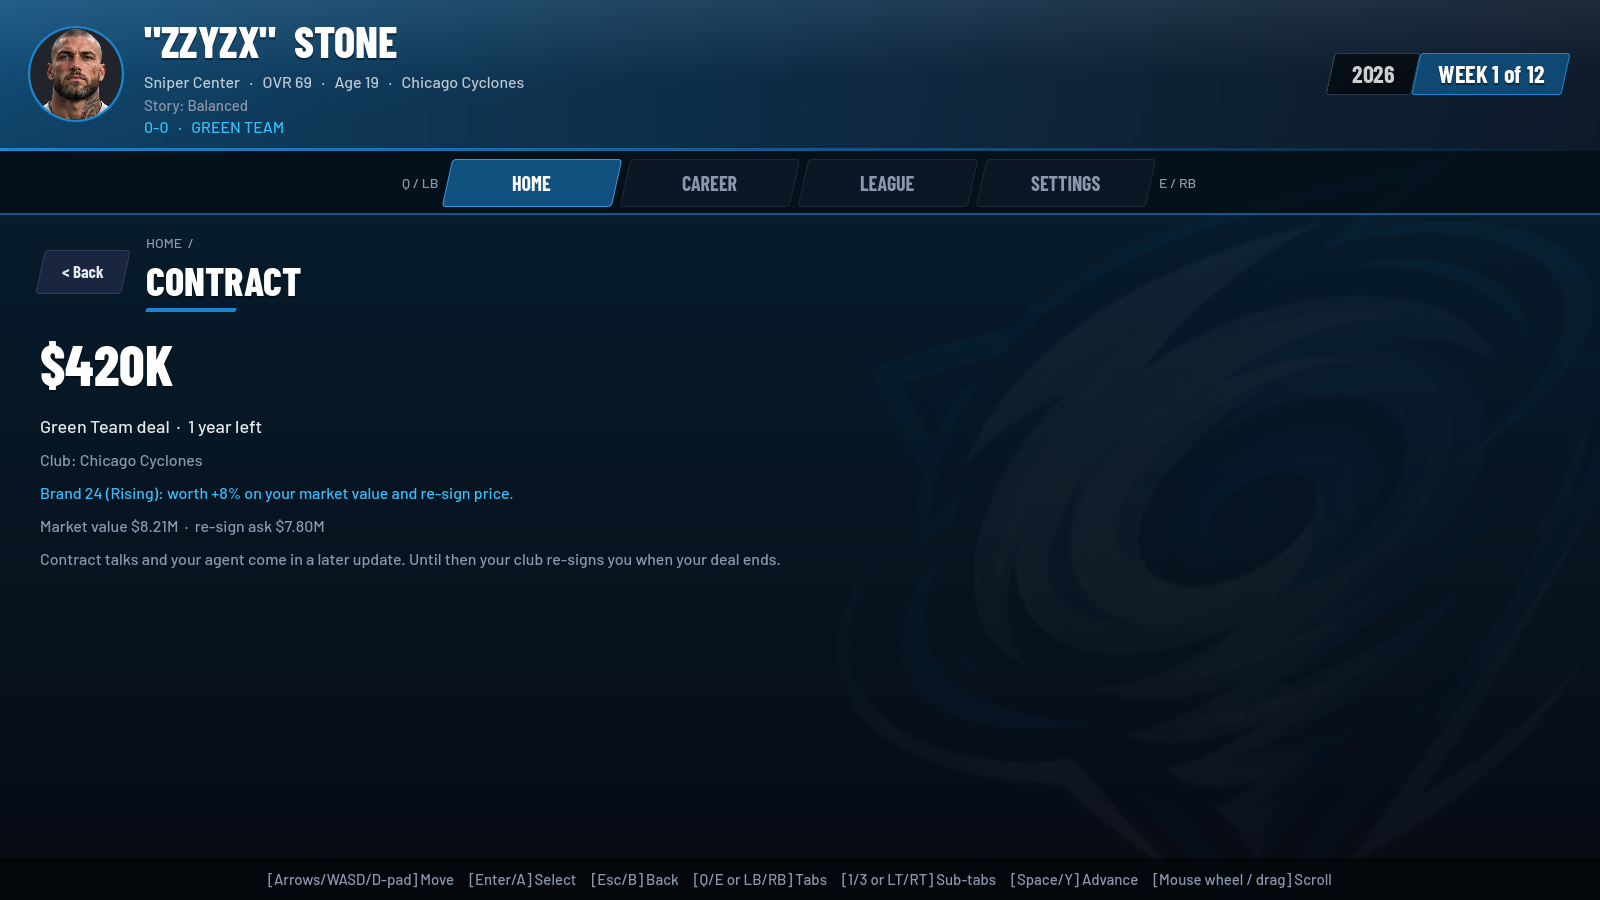 "ZZYZX" STONE
Sniper Center · OVR 69 · Age 19 · Chicago Cyclones
Story: Balanced
0-0 · GREEN TEAM
2026
WEEK 1 of 12
Q / LB
HOME
CAREER
LEAGUE
SETTINGS
E / RB
< Back
HOME /
CONTRACT
$420K
Green Team deal · 1 year left
Club: Chicago Cyclones
Brand 24 (Rising): worth +8% on your market value and re-sign price.
Market value $8.21M · re-sign ask $7.80M
Contract talks and your agent come in a later update. Until then your club re-signs you when your deal ends.
[Arrows/WASD/D-pad] Move [Enter/A] Select [Esc/B] Back [Q/E or LB/RB] Tabs [1/3 or LT/RT] Sub-tabs [Space/Y] Advance [Mouse wheel / drag] Scroll